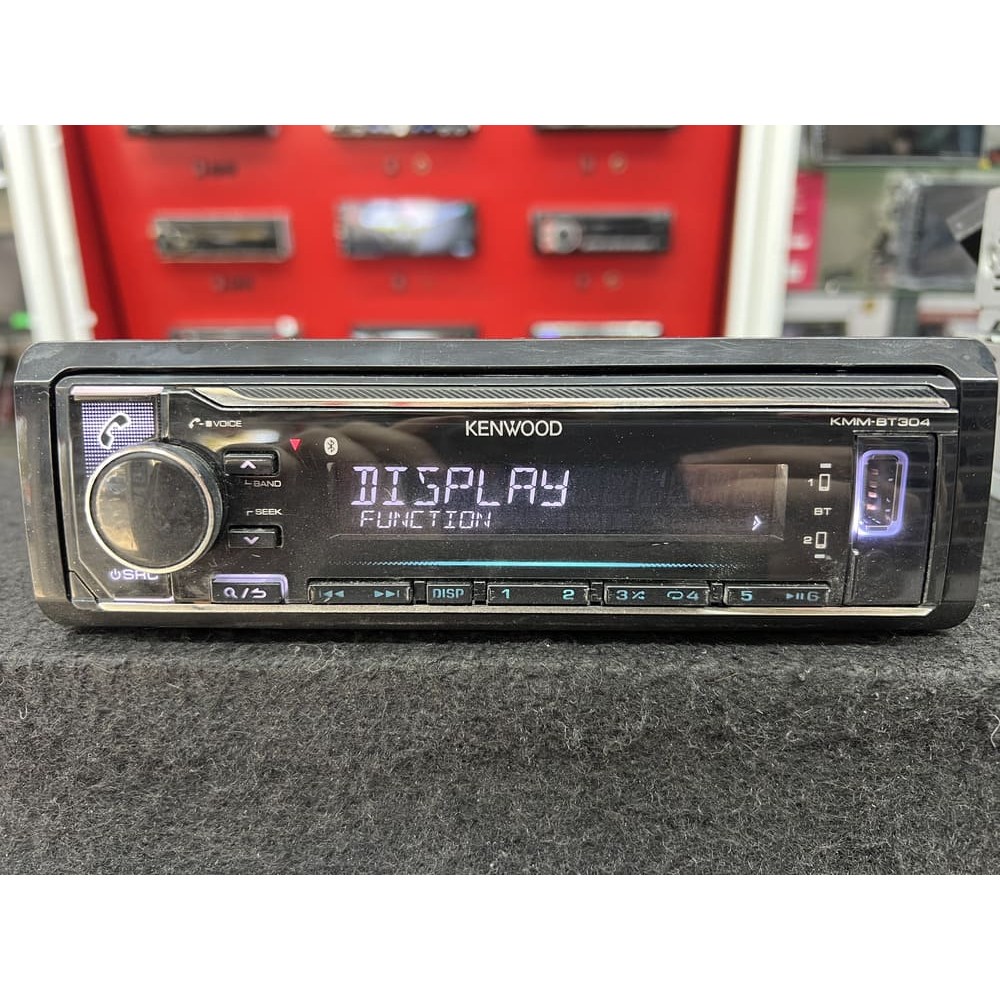 KENWOOD
KMM-BT304
VOICE
BAND
SEEK
DISPLAY
FUNCTION
1
BT
2
SRC
DISP
1 2
3 4
5 6